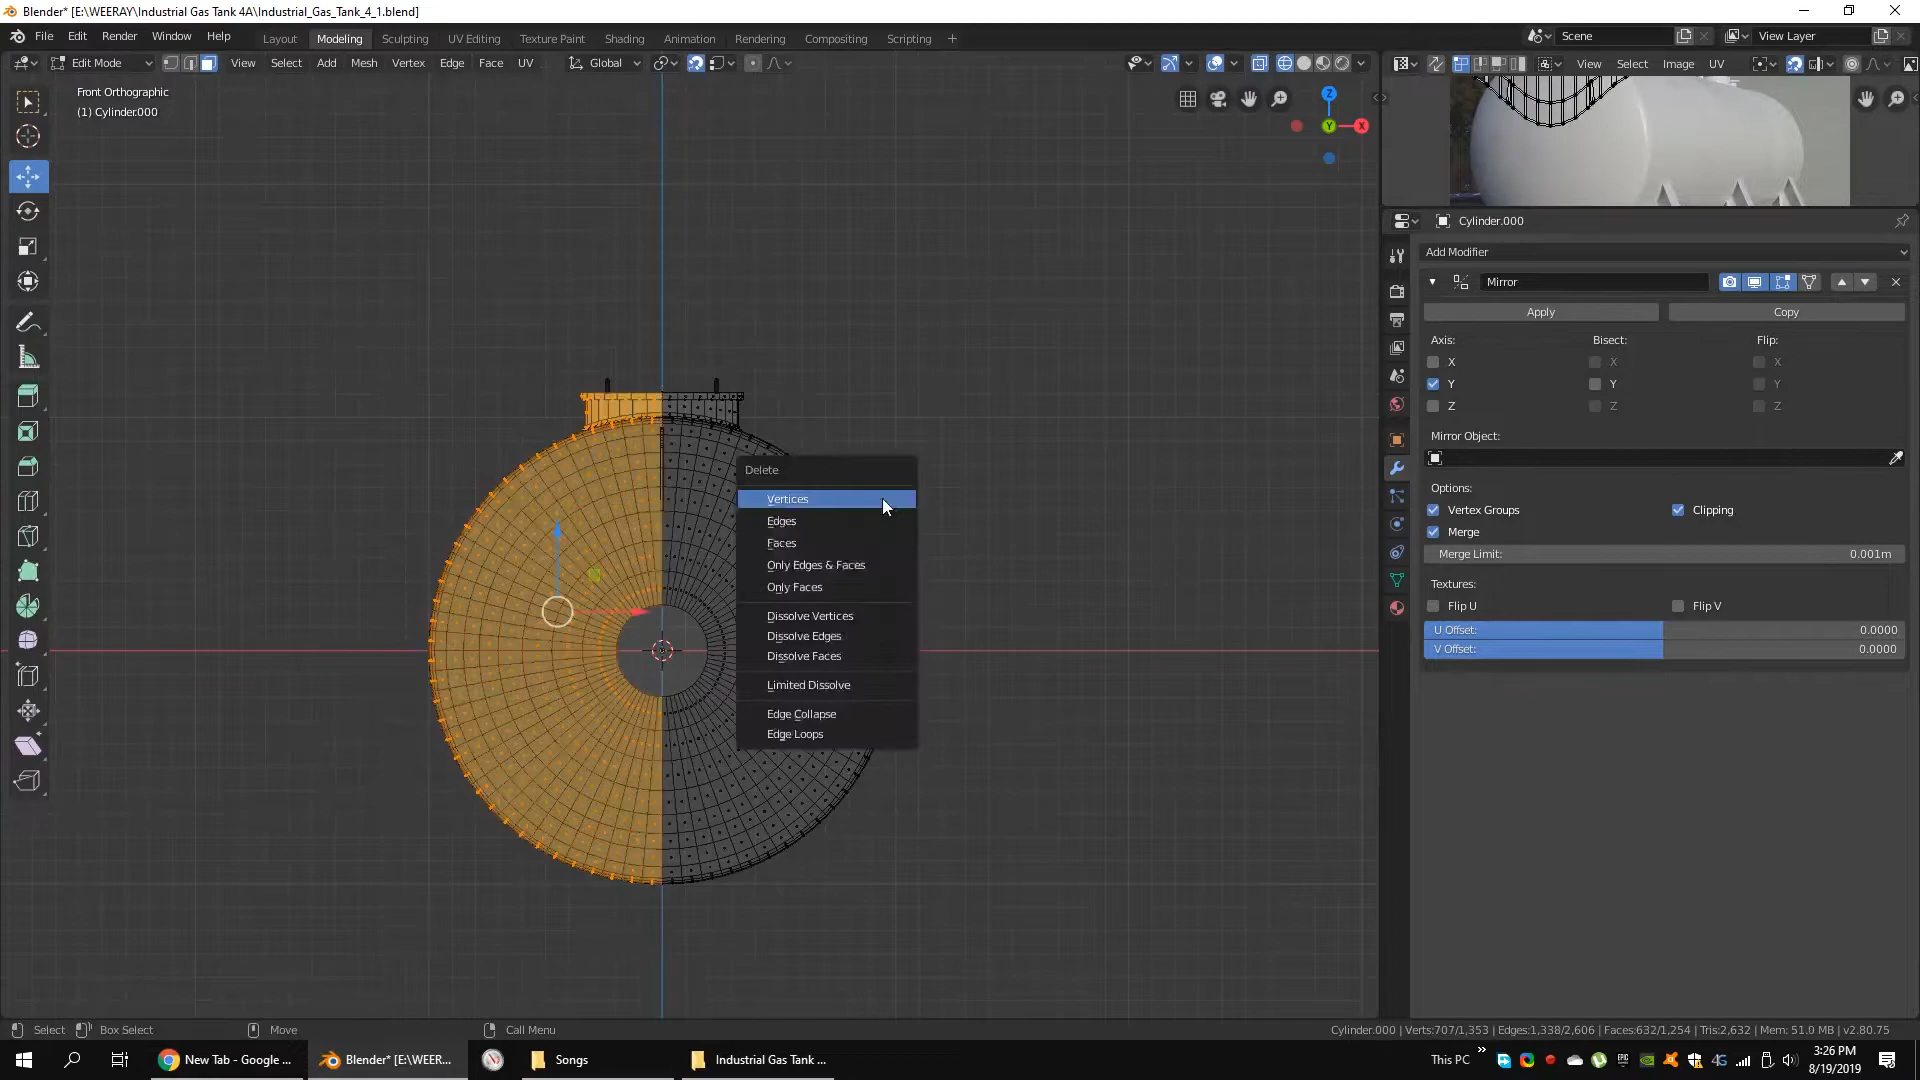 Blender* [E:\WEERAY\Industrial Gas Tank 4A\Industrial_Gas_Tank_4_1.blend]
File Edit Render Window Help Layout Modeling Sculpting UV Editing Texture Paint Shading Animation Rendering Compositing Scripting + Scene View Layer
Edit Mode View Select Add Mesh Vertex Edge Face UV Global View Select Image UV
Front Orthographic
(1) Cylinder.000
Z
Y
X
Cylinder.000
Add Modifier
Mirror
Apply Copy
Axis: Bisect: Flip:
X X X
Y Y Y
Z Z Z
Mirror Object:
Options:
Vertex Groups Clipping
Merge
Merge Limit: 0.001m
Textures:
Flip U Flip V
U Offset: 0.0000
V Offset: 0.0000
Delete
Vertices
Edges
Faces
Only Edges & Faces
Only Faces
Dissolve Vertices
Dissolve Edges
Dissolve Faces
Limited Dissolve
Edge Collapse
Edge Loops
Select Box Select Move Call Menu Cylinder.000 | Verts:707/1,353 | Edges:1,338/2,606 | Faces:632/1,254 | Tris:2,632 | Mem: 51.0 MB | v2.80.75
New Tab - Google ... Blender* [E:\WEER... Songs Industrial Gas Tank ... This PC 4G 3:26 PM
8/19/2019